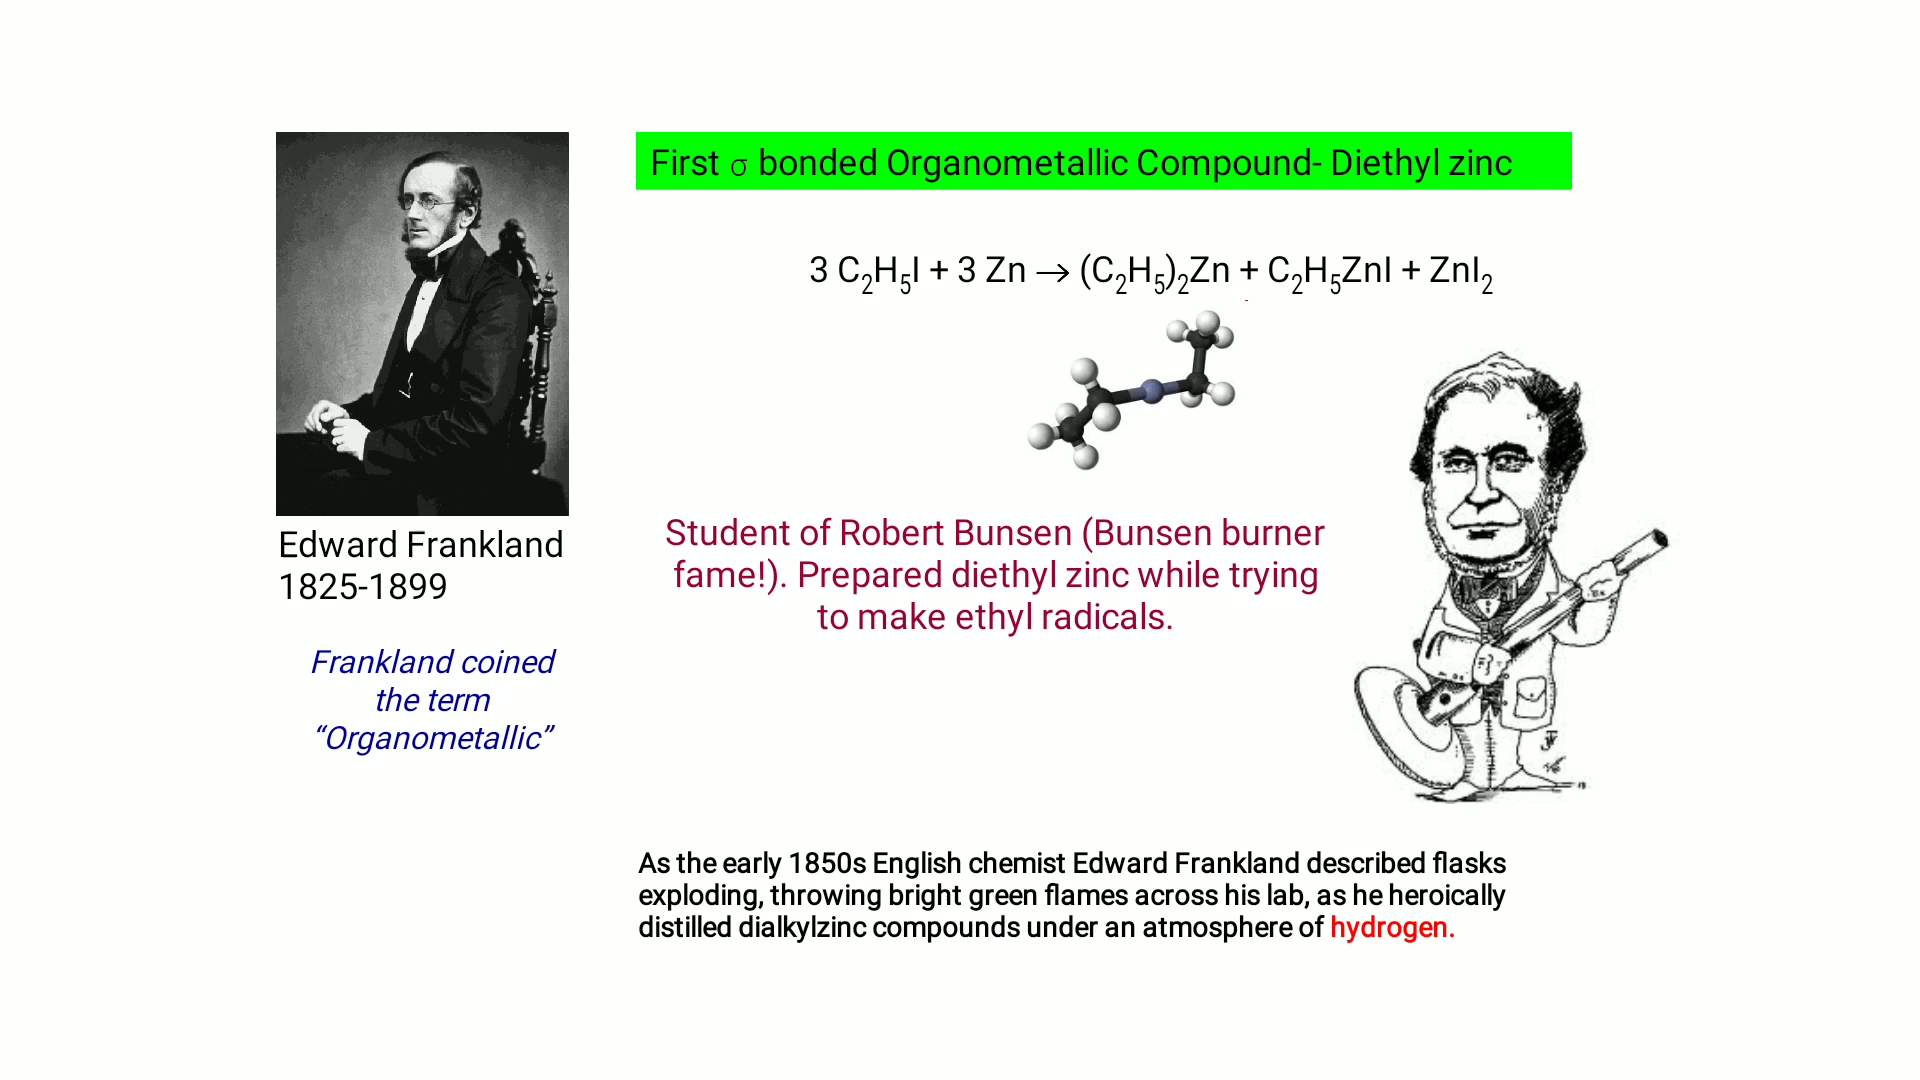 First σ bonded Organometallic Compound- Diethyl zinc
3 C₂H₅I + 3 Zn → (C₂H₅)₂Zn + C₂H₅ZnI + ZnI₂
Edward Frankland
1825-1899
Frankland coined
the term
“Organometallic”
Student of Robert Bunsen (Bunsen burner
fame!). Prepared diethyl zinc while trying
to make ethyl radicals.
As the early 1850s English chemist Edward Frankland described flasks
exploding, throwing bright green flames across his lab, as he heroically
distilled dialkylzinc compounds under an atmosphere of hydrogen.